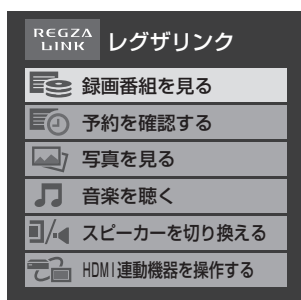 REGZA
LINK
レグザリンク
録画番組を見る
予約を確認する
写真を見る
音楽を聴く
スピーカーを切り換える
HDMI連動機器を操作する